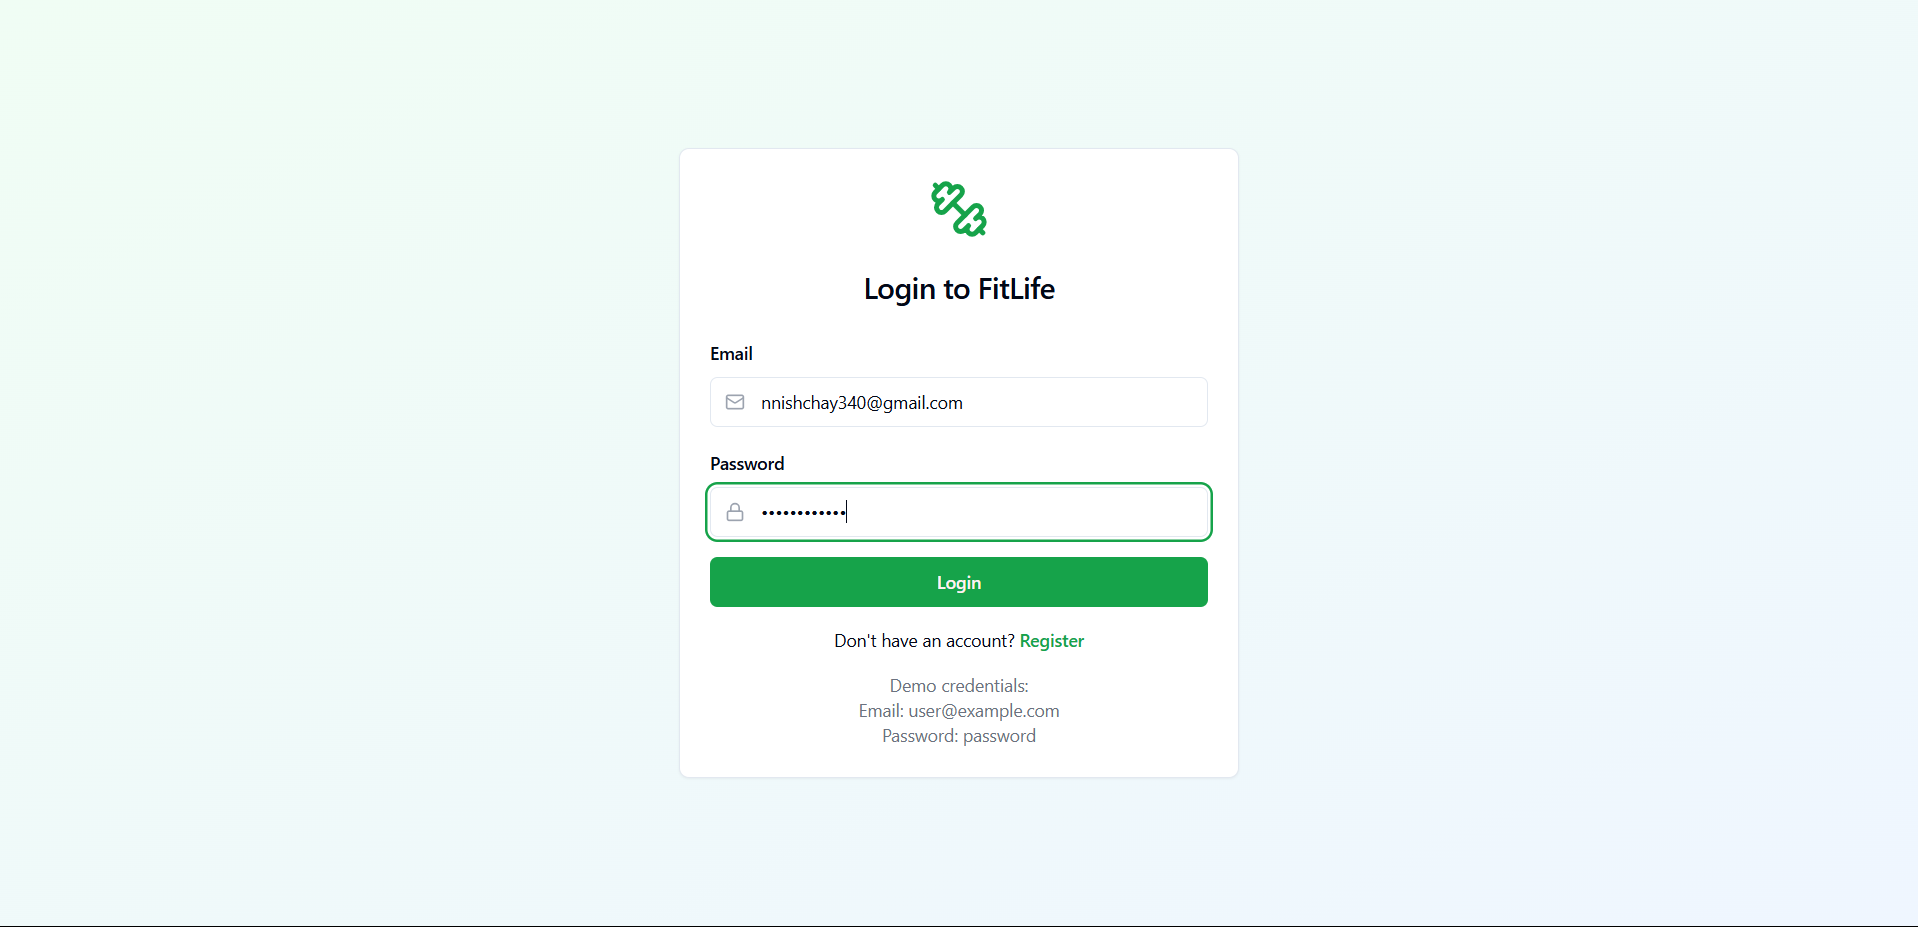 Login to FitLife
Email
nnishchay340@gmail.com
Password
••••••••••••
Login
Don't have an account? Register
Demo credentials:
Email: user@example.com
Password: password